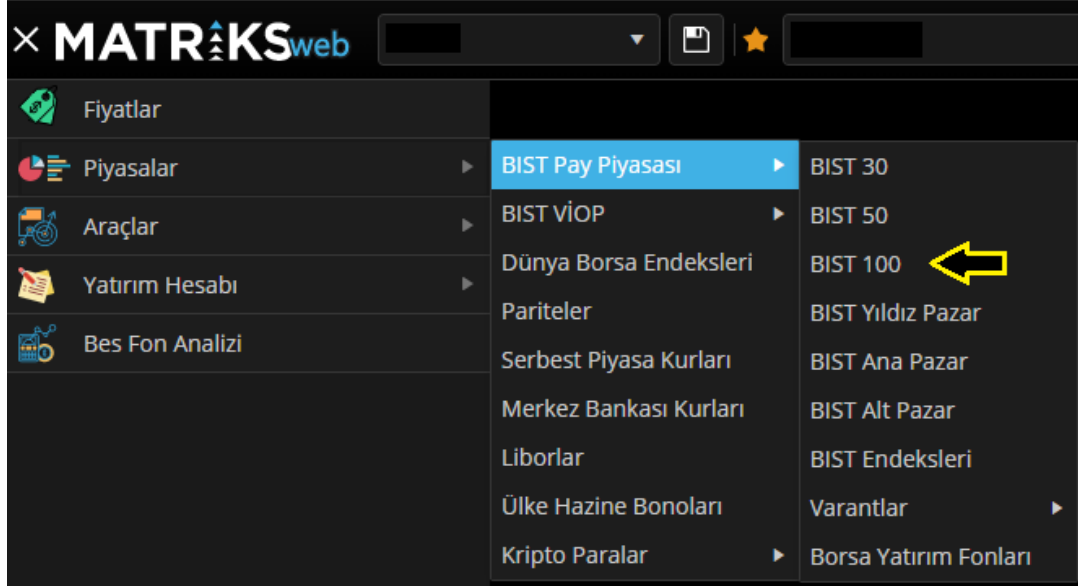 MATRİKSweb
Fiyatlar
Piyasalar
Araçlar
Yatırım Hesabı
Bes Fon Analizi
BIST Pay Piyasası
BIST VİOP
Dünya Borsa Endeksleri
Pariteler
Serbest Piyasa Kurları
Merkez Bankası Kurları
Liborlar
Ülke Hazine Bonoları
Kripto Paralar
BIST 30
BIST 50
BIST 100
BIST Yıldız Pazar
BIST Ana Pazar
BIST Alt Pazar
BIST Endeksleri
Varantlar
Borsa Yatırım Fonları